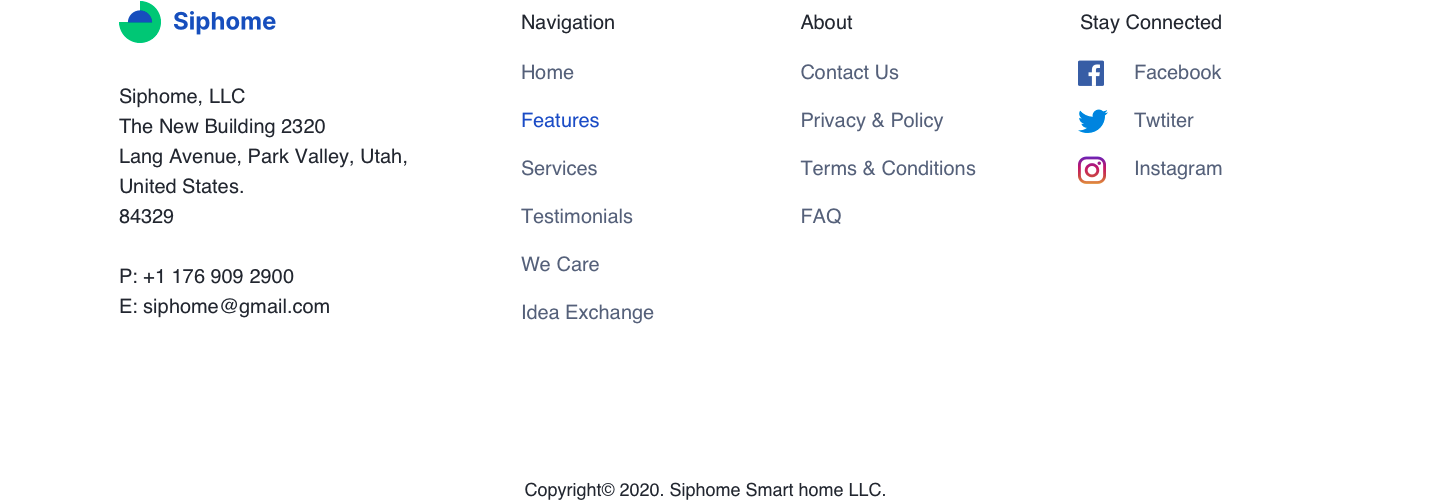 Siphome
Siphome, LLC
The New Building 2320
Lang Avenue, Park Valley, Utah,
United States.
84329
P: +1 176 909 2900
E: siphome@gmail.com
Navigation
Home
Features
Services
Testimonials
We Care
Idea Exchange
About
Contact Us
Privacy & Policy
Terms & Conditions
FAQ
Stay Connected
Facebook
Twtiter
Instagram
Copyright© 2020. Siphome Smart home LLC.